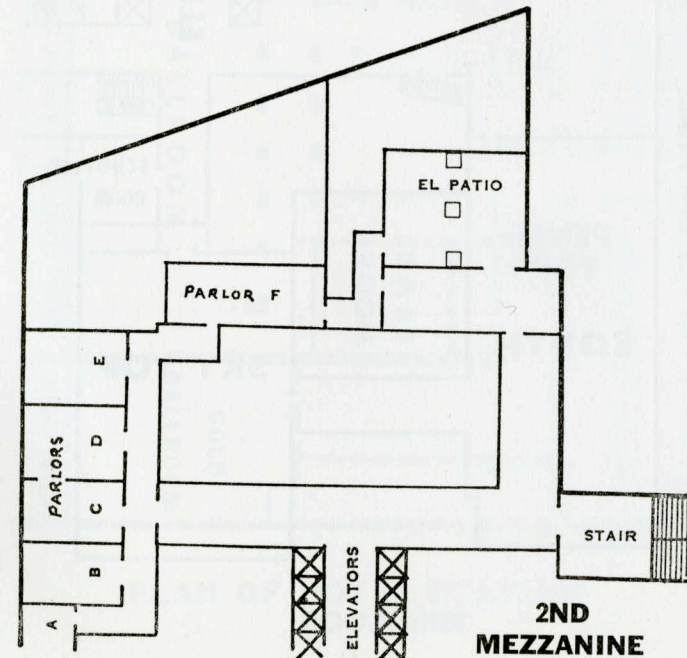 EL PATIO
PARLOR F
PARLORS
E
D
C
B
A
STAIR
ELEVATORS
2ND
MEZZANINE